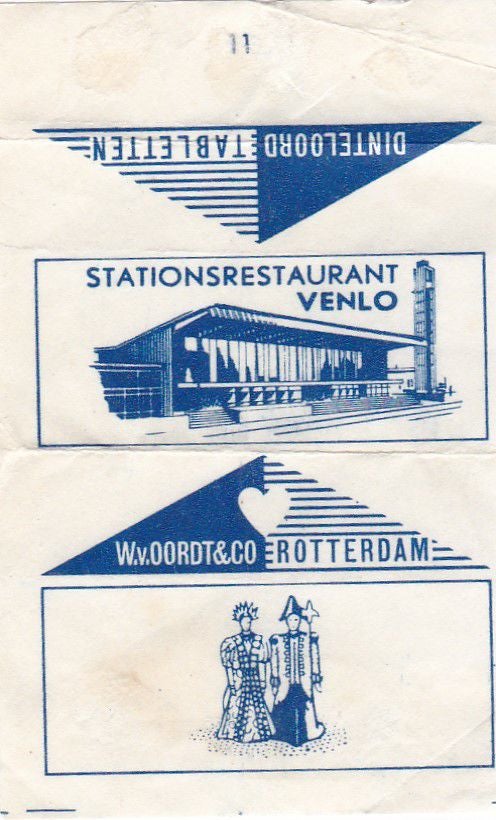 11
DINTELOORD TABLETTEN
STATIONSRESTAURANT
VENLO
W.v.OORDT&CO ROTTERDAM